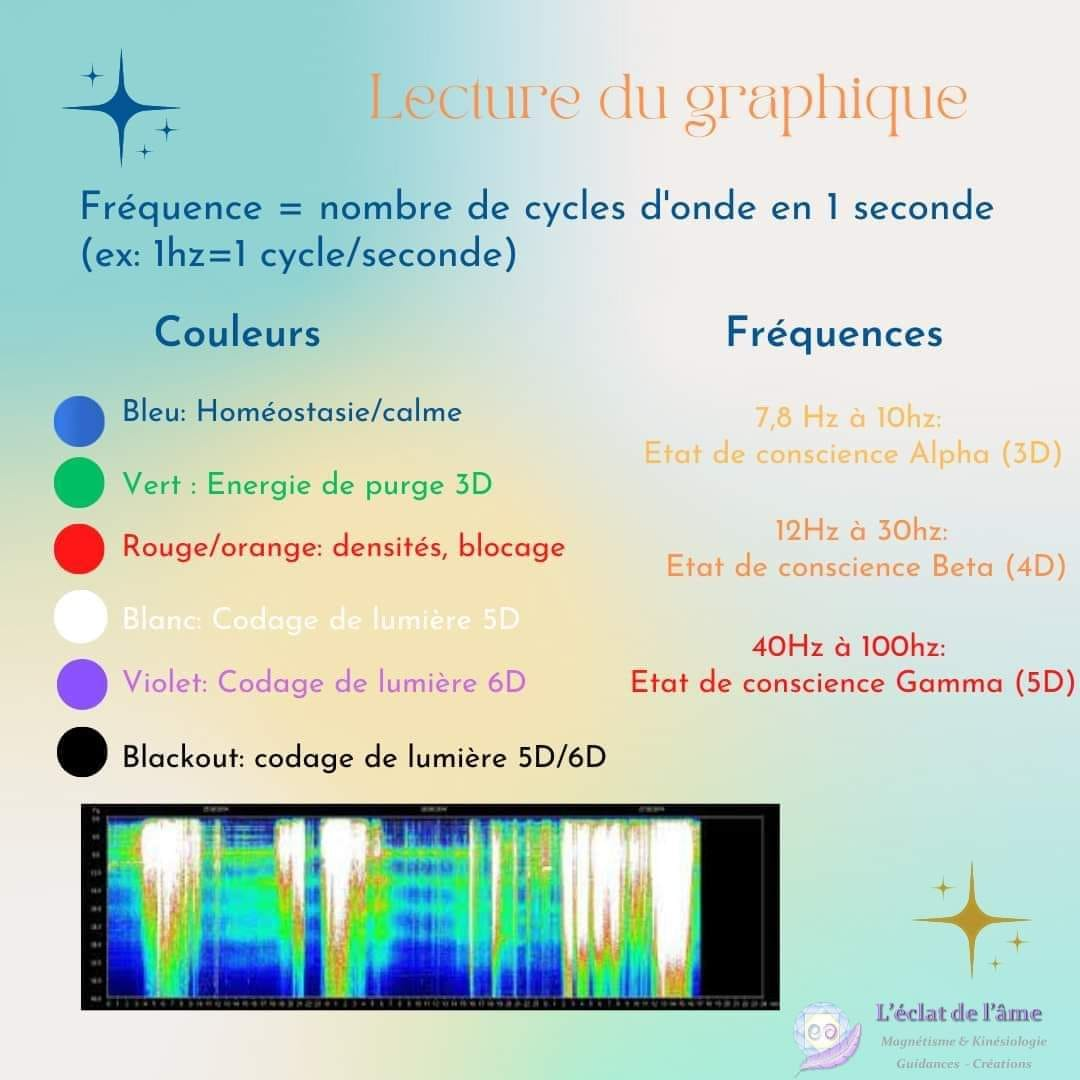 Lecture du graphique
Fréquence = nombre de cycles d'onde en 1 seconde
(ex: 1hz=1 cycle/seconde)
Couleurs
Bleu: Homéostasie/calme
Vert : Energie de purge 3D
Rouge/orange: densités, blocage
Blanc: Codage de lumière 5D
Violet: Codage de lumière 6D
Blackout: codage de lumière 5D/6D
Fréquences
7,8 Hz à 10hz:
Etat de conscience Alpha (3D)
12Hz à 30hz:
Etat de conscience Beta (4D)
40Hz à 100hz:
Etat de conscience Gamma (5D)
L'éclat de l'âme
Magnétisme & Kinésiologie
Guidances - Créations